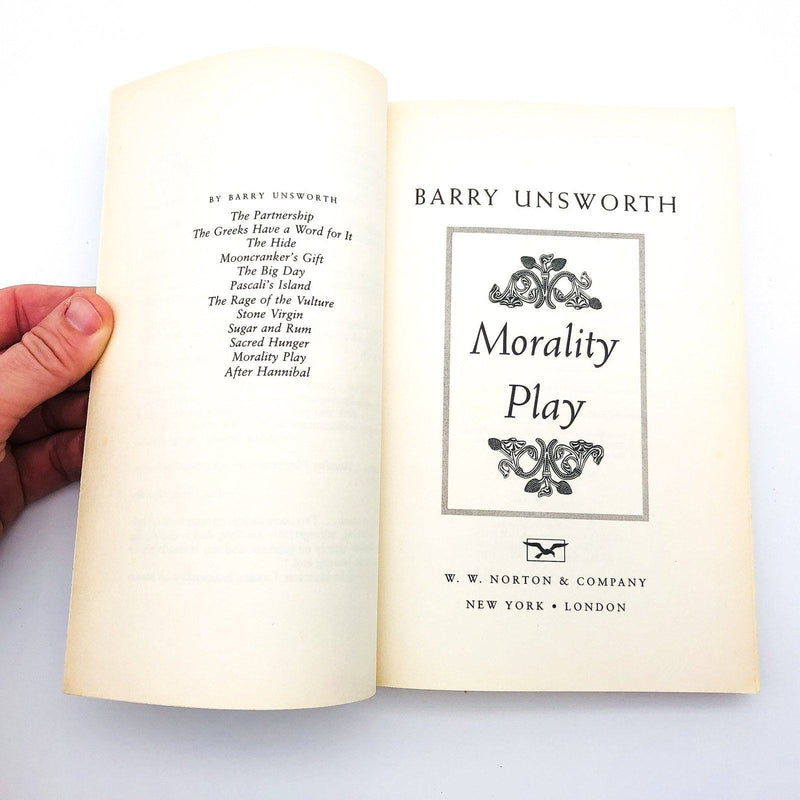 BY BARRY UNSWORTH
The Partnership
The Greeks Have a Word for It
The Hide
Mooncranker's Gift
The Big Day
Pascali's Island
The Rage of the Vulture
Stone Virgin
Sugar and Rum
Sacred Hunger
Morality Play
After Hannibal
BARRY UNSWORTH
Morality
Play
W. W. NORTON & COMPANY
NEW YORK • LONDON